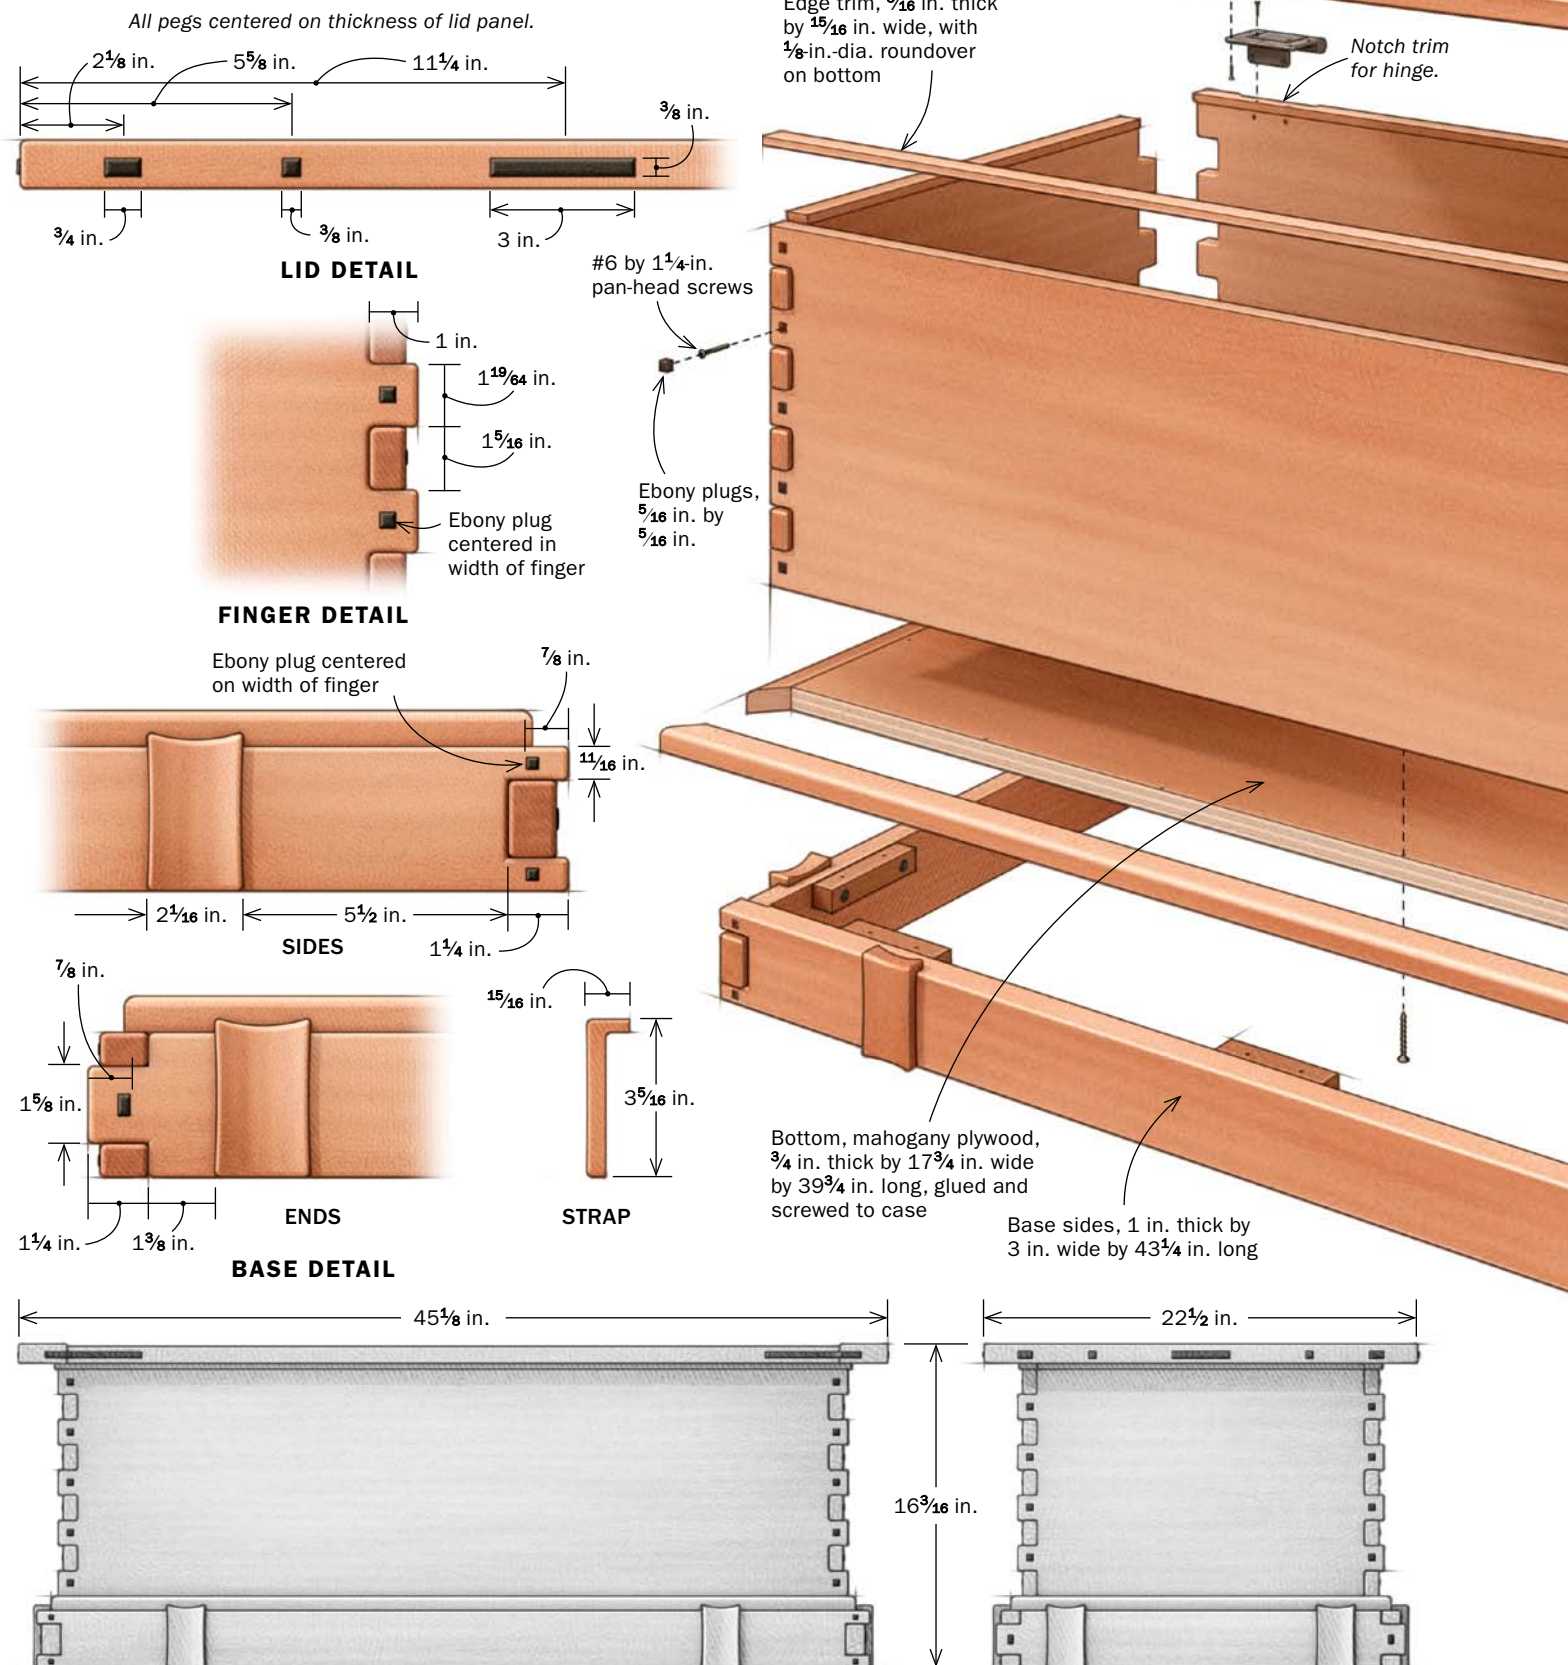 All pegs centered on thickness of lid panel.
2⅛ in.
5⅝ in.
11¼ in.
⅜ in.
¾ in.
⅜ in.
3 in.
LID DETAIL
Edge trim, in. thick
by 15⁄16 in. wide, with
⅛-in.-dia. roundover
on bottom
Notch trim
for hinge.
#6 by 1¼-in.
pan-head screws
1 in.
1 19⁄64 in.
1 5⁄16 in.
Ebony plug
centered in
width of finger
FINGER DETAIL
Ebony plugs,
5⁄16 in. by
5⁄16 in.
Ebony plug centered
on width of finger
⅞ in.
11⁄16 in.
2 1⁄16 in.
5½ in.
1¼ in.
SIDES
⅞ in.
1⅝ in.
1¼ in.
1⅜ in.
ENDS
15⁄16 in.
3 5⁄16 in.
STRAP
BASE DETAIL
Bottom, mahogany plywood,
¾ in. thick by 17¾ in. wide
by 39¾ in. long, glued and
screwed to case
Base sides, 1 in. thick by
3 in. wide by 43¼ in. long
45⅛ in.
22½ in.
16 3⁄16 in.